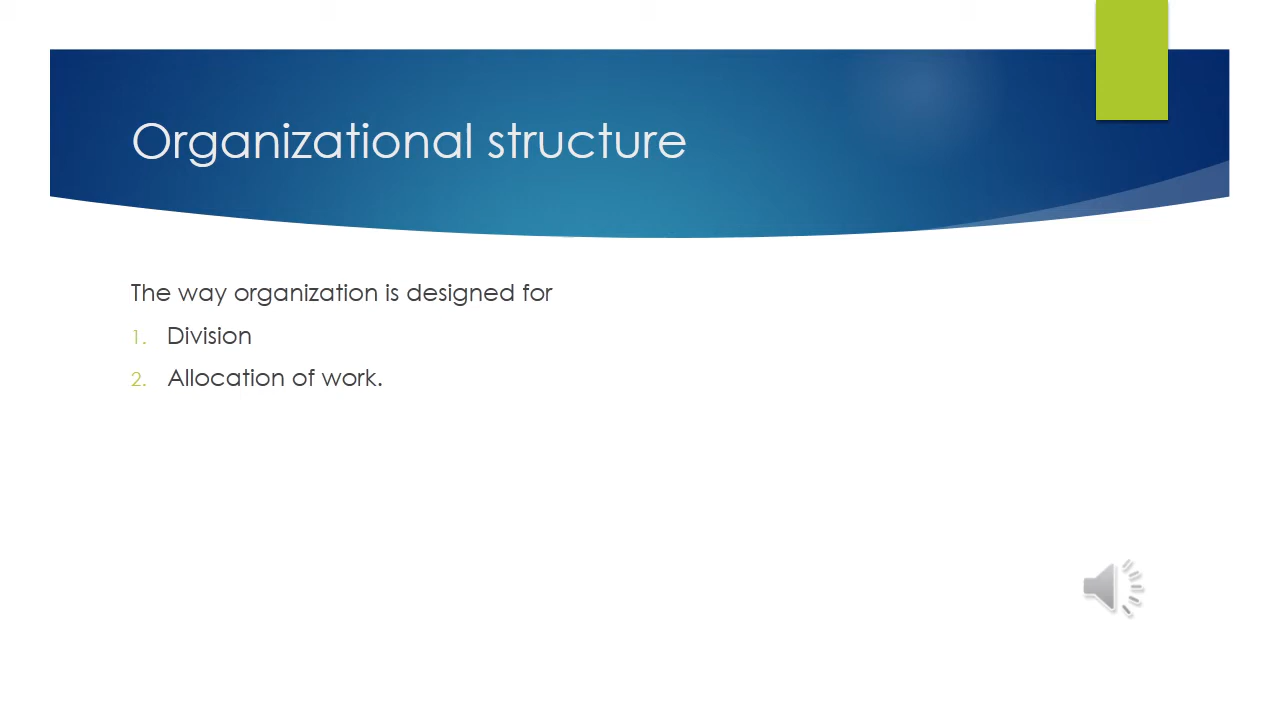 Organizational structure
The way organization is designed for
1. Division
2. Allocation of work.